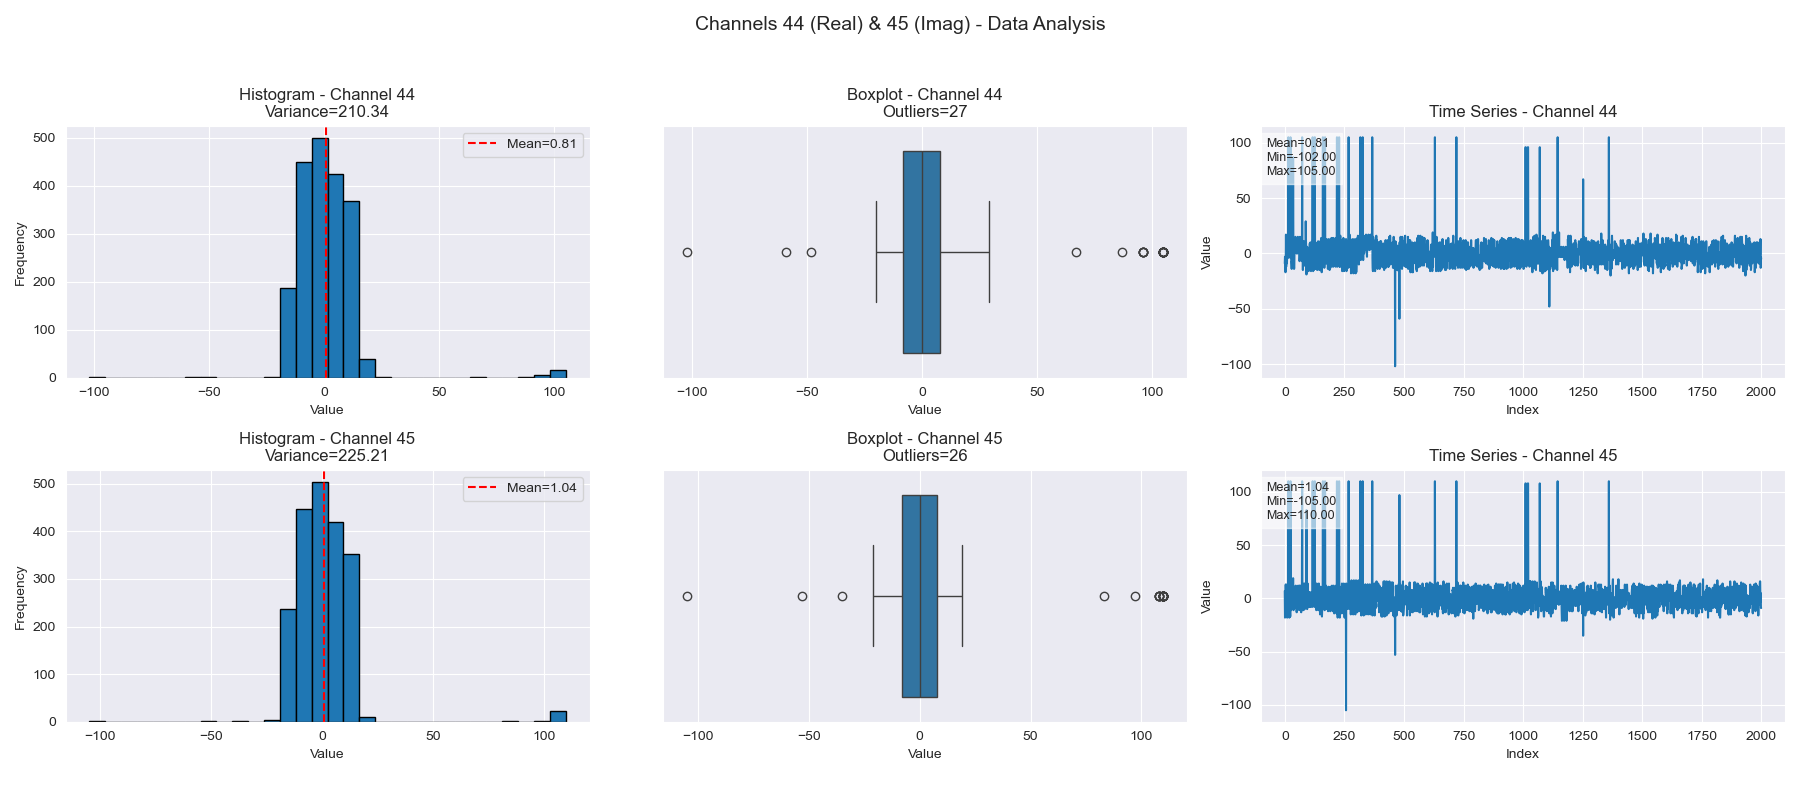 Channels 44 (Real) & 45 (Imag) - Data Analysis
Histogram - Channel 44
Variance=210.34
Mean=0.81
Frequency
500
400
300
200
100
0
−100
−50
0
50
100
Value
Boxplot - Channel 44
Outliers=27
−100
−50
0
50
100
Value
Time Series - Channel 44
Mean=0.81
Min=-102.00
Max=105.00
Value
100
50
0
−50
−100
0
250
500
750
1000
1250
1500
1750
2000
Index
Histogram - Channel 45
Variance=225.21
Mean=1.04
Frequency
500
400
300
200
100
0
−100
−50
0
50
100
Value
Boxplot - Channel 45
Outliers=26
−100
−50
0
50
100
Value
Time Series - Channel 45
Mean=1.04
Min=-105.00
Max=110.00
Value
100
50
0
−50
−100
0
250
500
750
1000
1250
1500
1750
2000
Index